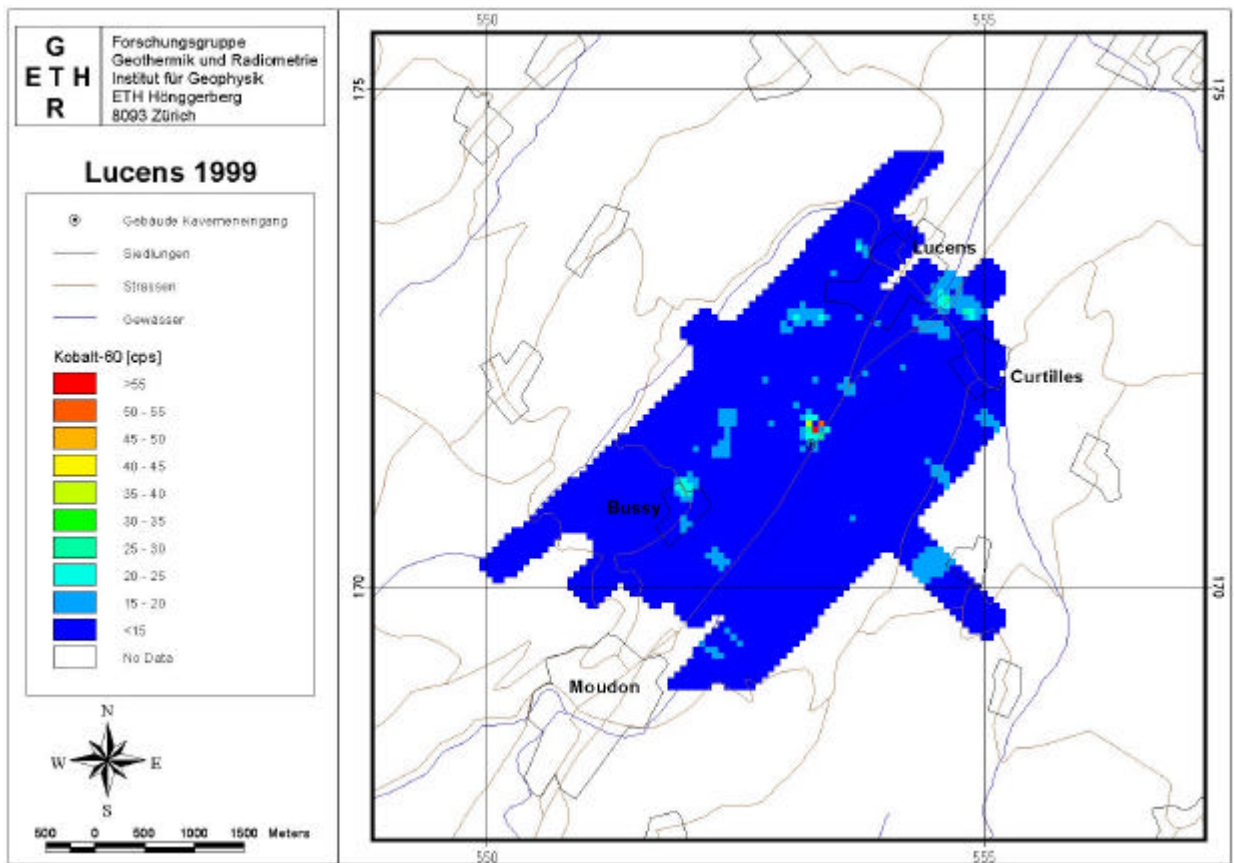 G
E T H
R
Forschungsgruppe
Geothermik und Radiometrie
Institut für Geophysik
ETH Hönggerberg
8093 Zürich
Lucens 1999
Gebäude Kaverneneingang
Siedlungen
Strassen
Gewässer
Kobalt-60 [cps]
>55
50 - 55
45 - 50
40 - 45
35 - 40
30 - 35
25 - 30
20 - 25
15 - 20
<15
No Data
N
W E
S
500 0 500 1000 1500 Meters
550 555
175 175
Lucens
Curtilles
Bussy
170 170
Moudon
550 555